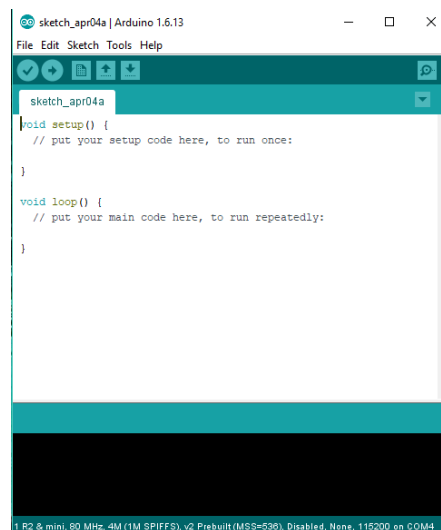 sketch_apr04a | Arduino 1.6.13
File Edit Sketch Tools Help
sketch_apr04a
void setup() {
// put your setup code here, to run once:
}
void loop() {
// put your main code here, to run repeatedly:
}
1 R2 & mini, 80 MHz, 4M (1M SPIFFS), v2 Prebuilt (MSS=536), Disabled, None, 115200 on COM4